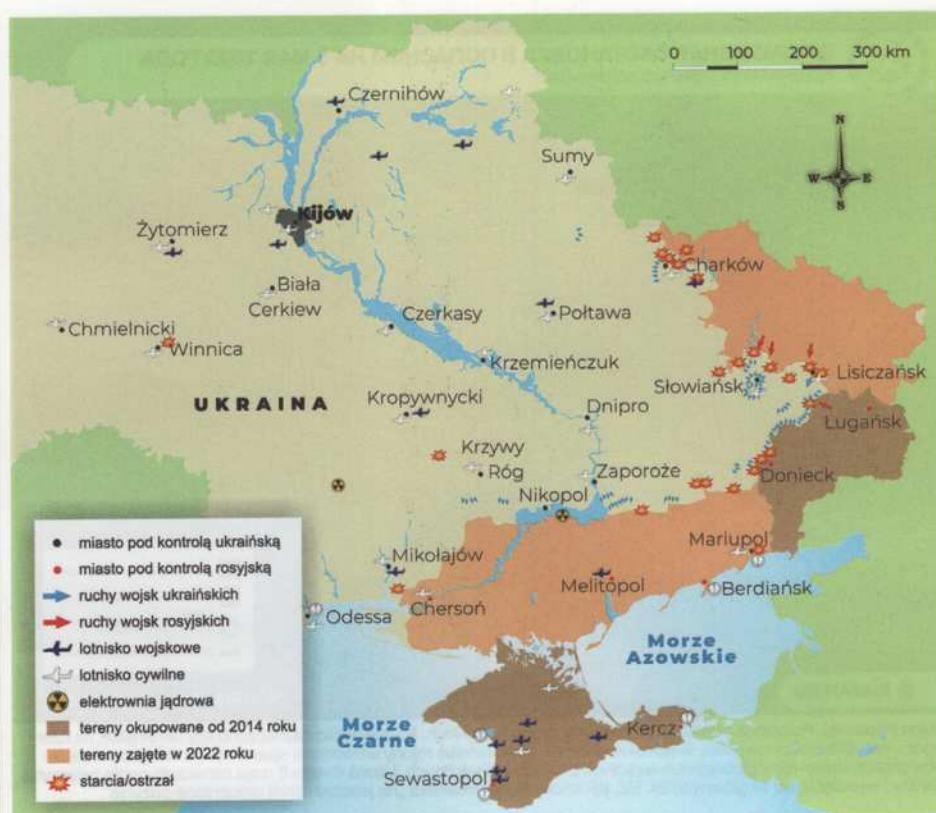 0 100 200 300 km
N
W E
S
Czernihów
Sumy
Kijów
Żytomierz
Charków
Biała
Cerkiew
Połtawa
Czerkasy
Chmielnicki
Winnica
Krzemieńczuk
Słowiańsk
Lisiczańsk
UKRAINA
Kropywnycki
Dnipro
Ługańsk
Krzywy
Róg
Zaporoże
Donieck
Nikopol
Mariupol
Mikołajów
Melitopol
Berdiańsk
Chersoń
Odessa
Morze
Azowskie
Morze
Czarne
Kercz
Sewastopol
miasto pod kontrolą ukraińską
miasto pod kontrolą rosyjską
ruchy wojsk ukraińskich
ruchy wojsk rosyjskich
lotnisko wojskowe
lotnisko cywilne
elektrownia jądrowa
tereny okupowane od 2014 roku
tereny zajęte w 2022 roku
starcia/ostrzał